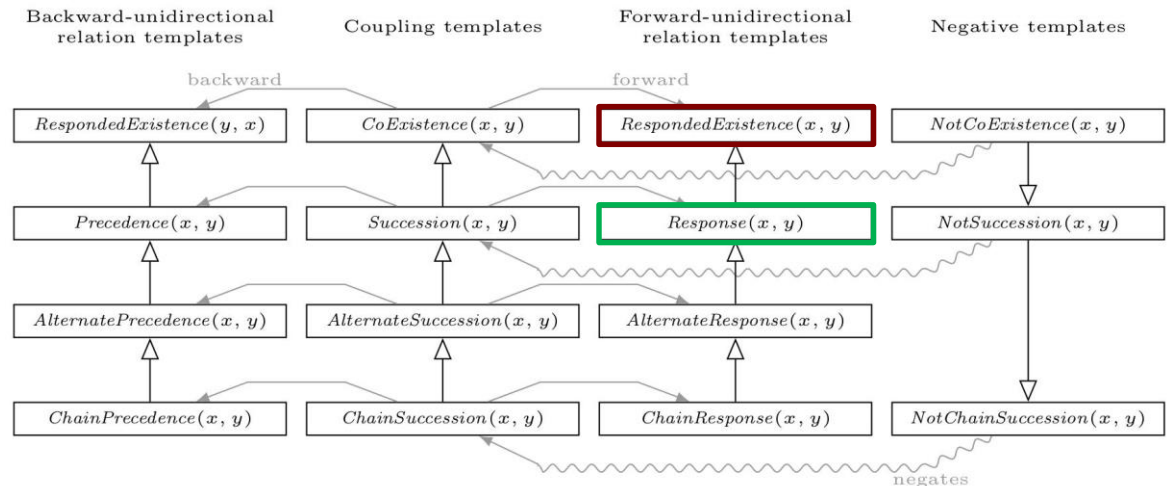 Backward-unidirectional
relation templates
Coupling templates
Forward-unidirectional
relation templates
Negative templates
backward
forward
RespondedExistence(y, x)
CoExistence(x, y)
RespondedExistence(x, y)
NotCoExistence(x, y)
Precedence(x, y)
Succession(x, y)
Response(x, y)
NotSuccession(x, y)
AlternatePrecedence(x, y)
AlternateSuccession(x, y)
AlternateResponse(x, y)
ChainPrecedence(x, y)
ChainSuccession(x, y)
ChainResponse(x, y)
NotChainSuccession(x, y)
negates